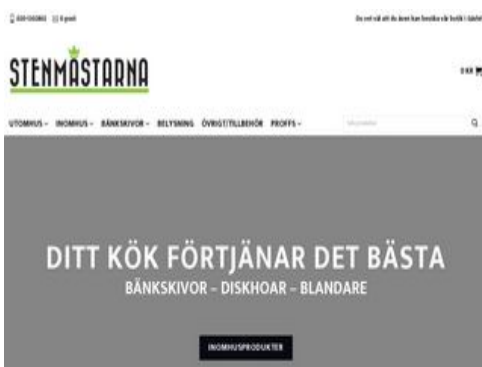 STENMÄSTARNA
0 KR
UTOMHUS INOMHUS BÄNKSKIVOR BELYSNING ÖVRIGT/TILLBEHÖR PROFFS
DITT KÖK FÖRTJÄNAR DET BÄSTA
BÄNKSKIVOR – DISKHOAR – BLANDARE
INOMHUSPRODUKTER